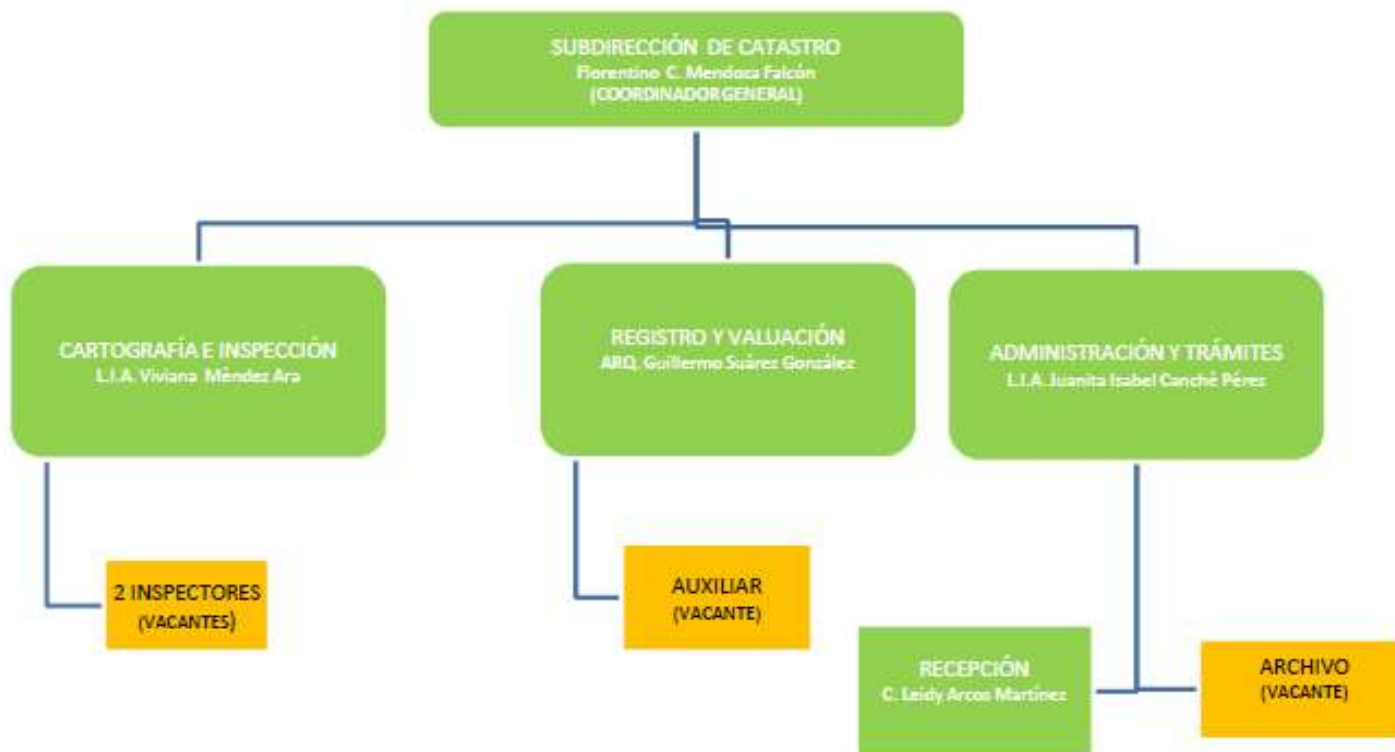 SUBDIRECCIÓN DE CATASTRO
Florentino C. Mendoza Falcón
(COORDINADOR GENERAL)
CARTOGRAFÍA E INSPECCIÓN
L.I.A. Viviana Méndez Ara
REGISTRO Y VALUACIÓN
ARQ. Guillermo Suárez González
ADMINISTRACIÓN Y TRÁMITES
L.I.A. Juanita Isabel Canché Pérez
2 INSPECTORES
(VACANTES)
AUXILIAR
(VACANTE)
RECEPCIÓN
C. Leidy Arcos Martínez
ARCHIVO
(VACANTE)